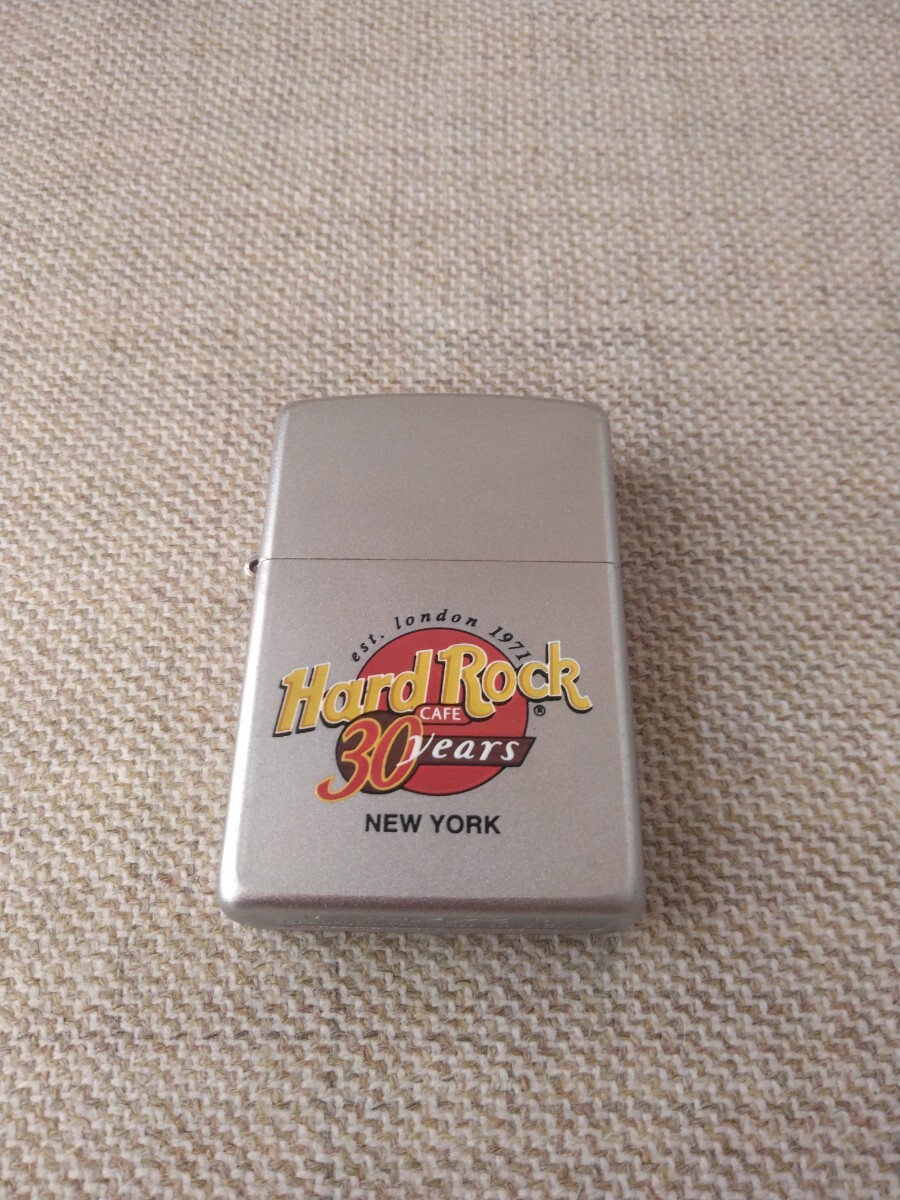 est. london 1971
Hard Rock
CAFE ®
30 years
NEW YORK